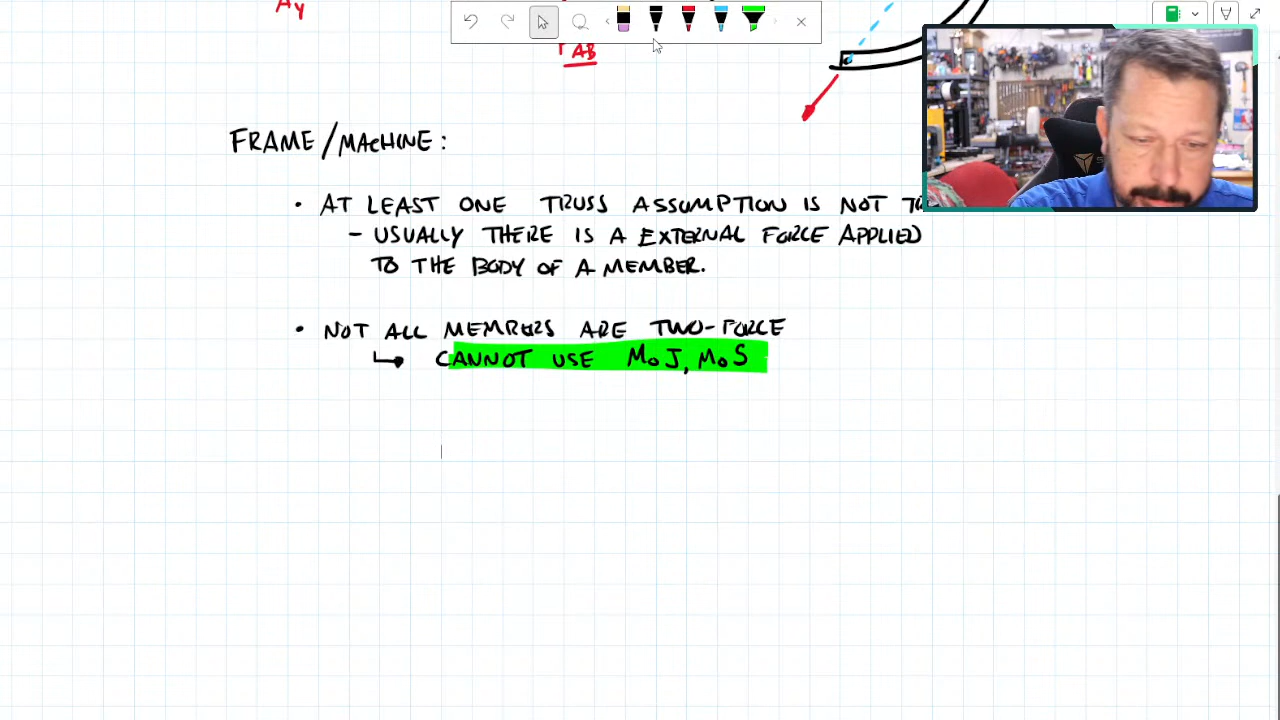 Ay
AB
FRAME/MACHINE:
• AT LEAST ONE TRUSS ASSUMPTION IS NOT
- USUALLY THERE IS A EXTERNAL FORCE APPLIED
TO THE BODY OF A MEMBER.
• NOT ALL MEMBERS ARE TWO-FORCE
↳ CANNOT USE MoJ, MoS